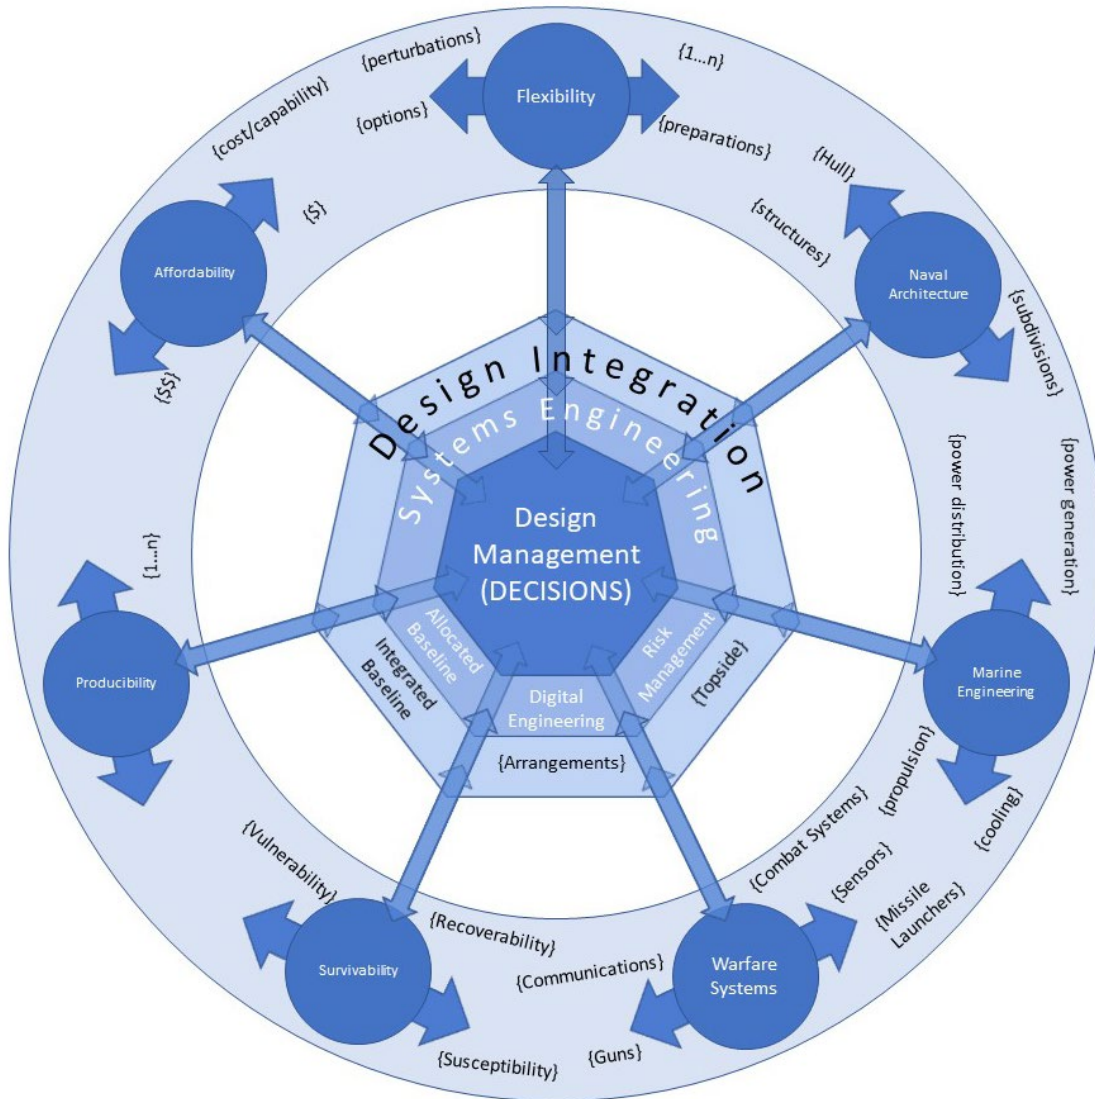 {perturbations}
{1...n}
Flexibility
{options}
{preparations}
{cost/capability}
{$}
Affordability
{$$}
{Hull}
{structures}
Naval
Architecture
{subdivisions}
Design Integration
Systems Engineering
Design
Management
(DECISIONS)
{power distribution}
{power generation}
{1...n}
Producibility
Allocated
Baseline
Integrated
Baseline
Digital
Engineering
{Arrangements}
Risk
Management
{Topside}
Marine
Engineering
{propulsion}
{cooling}
{Vulnerability}
{Recoverability}
Survivability
{Susceptibility}
{Combat Systems}
{Sensors}
{Missile
Launchers}
{Communications}
Warfare
Systems
{Guns}